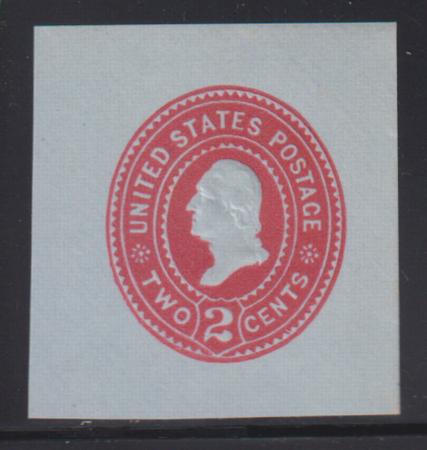 UNITED STATES POSTAGE
TWO 2 CENTS